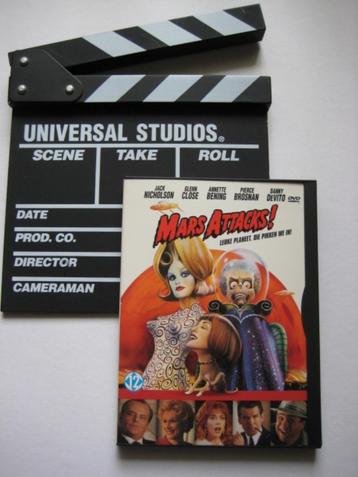 UNIVERSAL STUDIOS®
SCENE TAKE ROLL
DATE
PROD. CO.
DIRECTOR
CAMERAMAN
JACK NICHOLSON GLENN CLOSE ANNETTE BENING PIERCE BROSNAN DANNY DEVITO DVD
MARS ATTACKS!
LEUKE PLANEET, DIE PIKKEN WE IN!
12